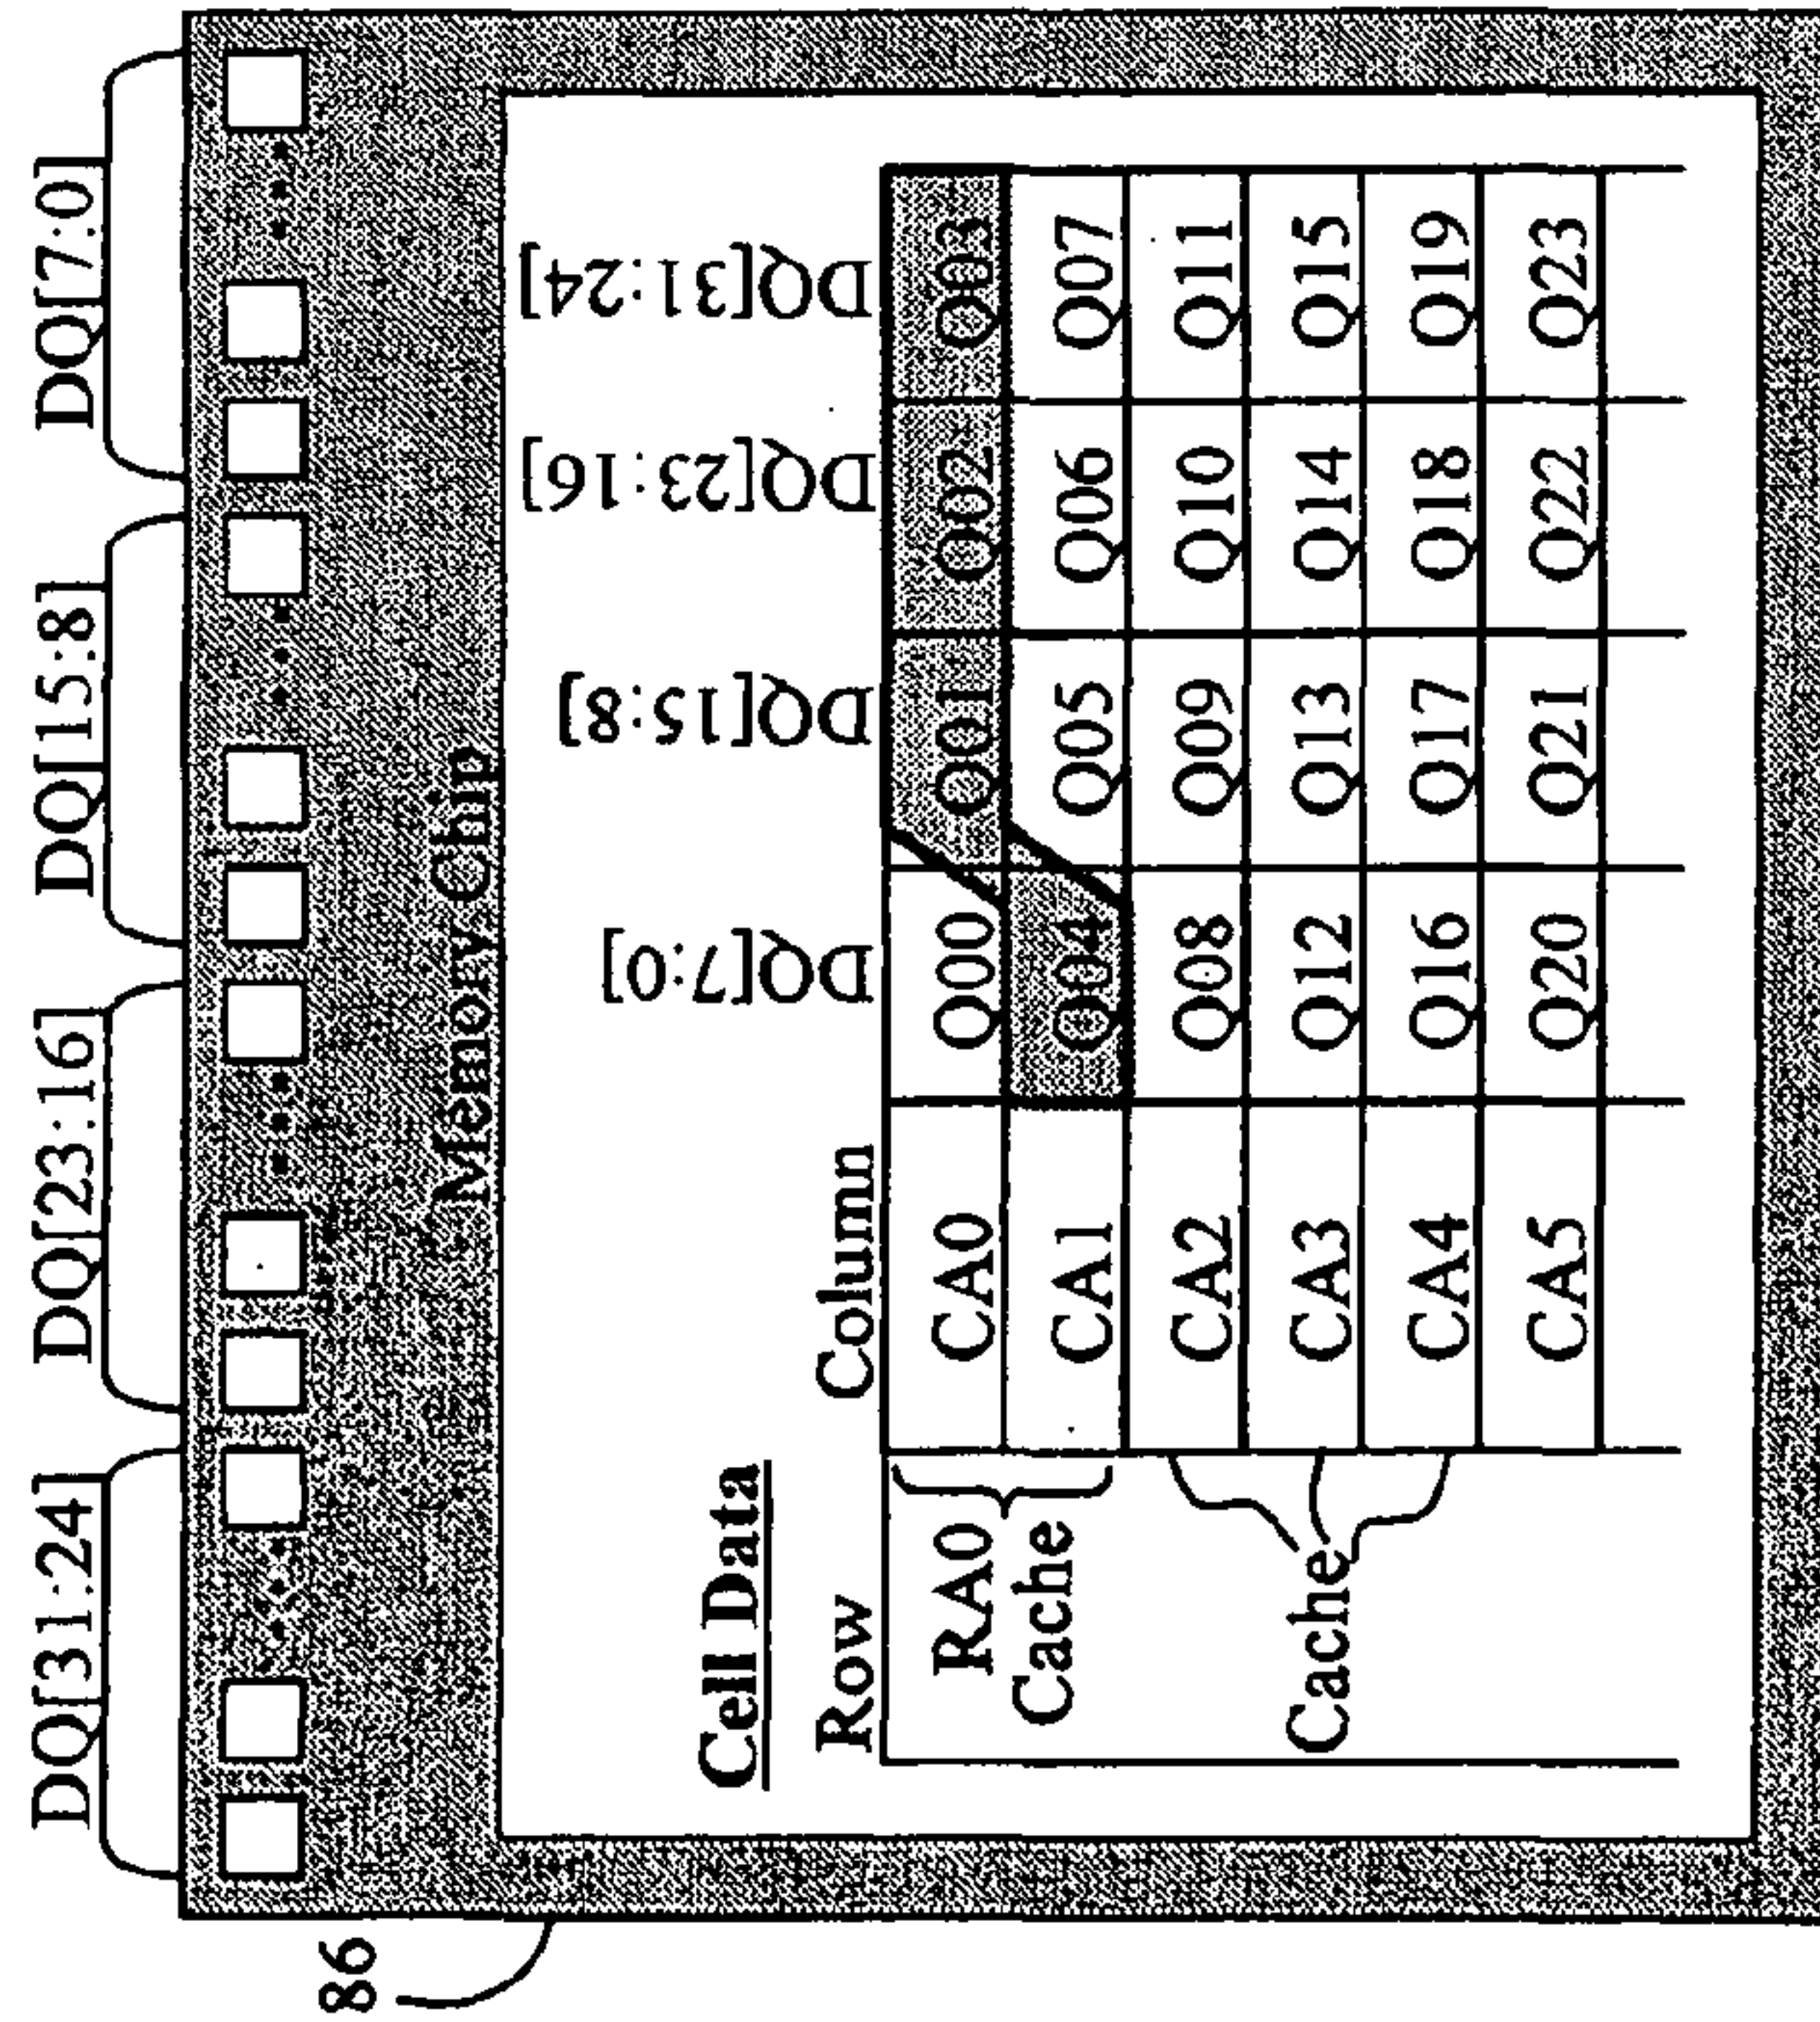 DQ[31:24] DQ[23:16] DQ[15:8] DQ[7:0]
86
Memory Chip
Cell Data
DQ[7:0] DQ[15:8] DQ[23:16] DQ[31:24]
Row Column
RA0 CA0 Q00 Q01 Q02 Q03
Cache CA1 Q04 Q05 Q06 Q07
CA2 Q08 Q09 Q10 Q11
Cache CA3 Q12 Q13 Q14 Q15
CA4 Q16 Q17 Q18 Q19
CA5 Q20 Q21 Q22 Q23